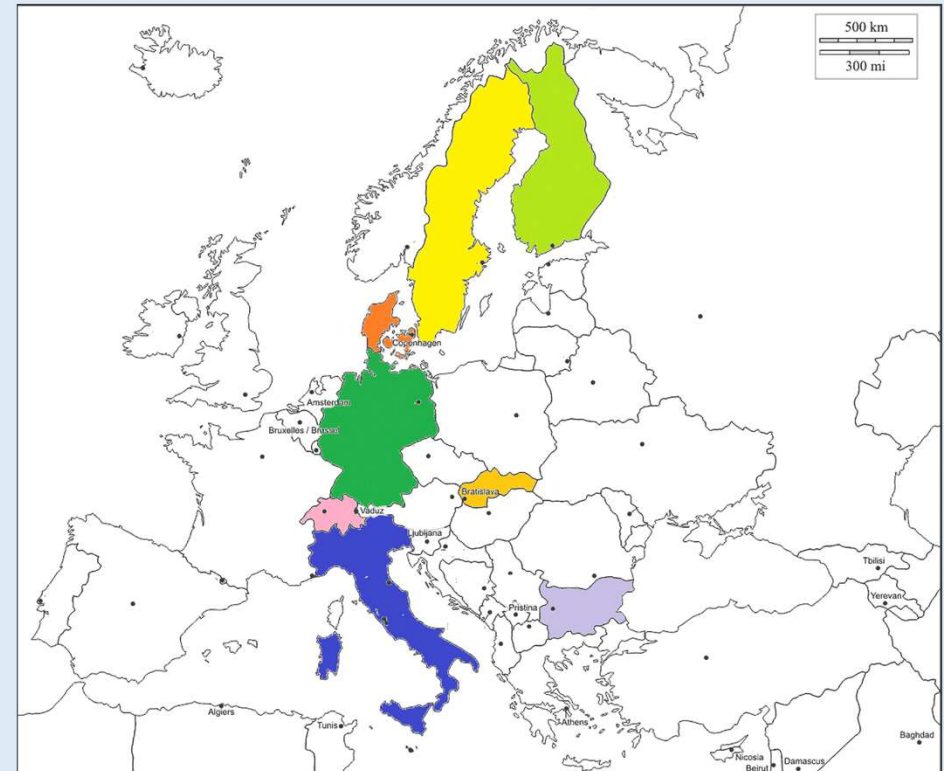 500 km
300 mi
Copenhagen
Amsterdam
Bruxelles / Brussel
Bratislava
Vaduz
Ljubljana
Tbilisi
Yerevan
Pristina
Algiers
Tunis
Athens
Baghdad
Nicosia
Damascus
Beirut